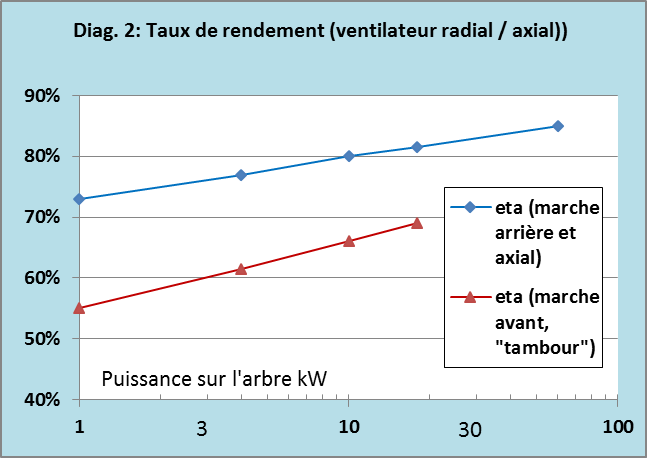 Diag. 2: Taux de rendement (ventilateur radial / axial))
90%
80%
70%
60%
50%
40%
eta (marche
arrière et
axial)
eta (marche
avant,
"tambour")
Puissance sur l'arbre kW
1
3
10
30
100